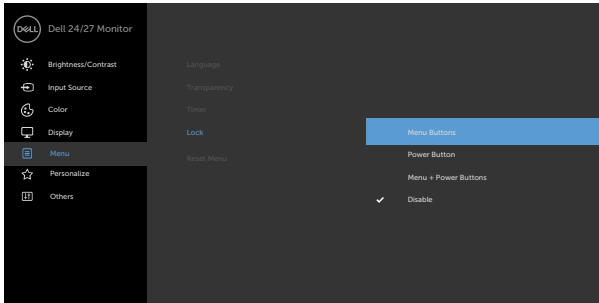 DELL
Dell 24/27 Monitor
Brightness/Contrast
Input Source
Color
Display
Menu
Personalize
Others
Language
Transparency
Timer
Lock
Reset Menu
Menu Buttons
Power Button
Menu + Power Buttons
Disable